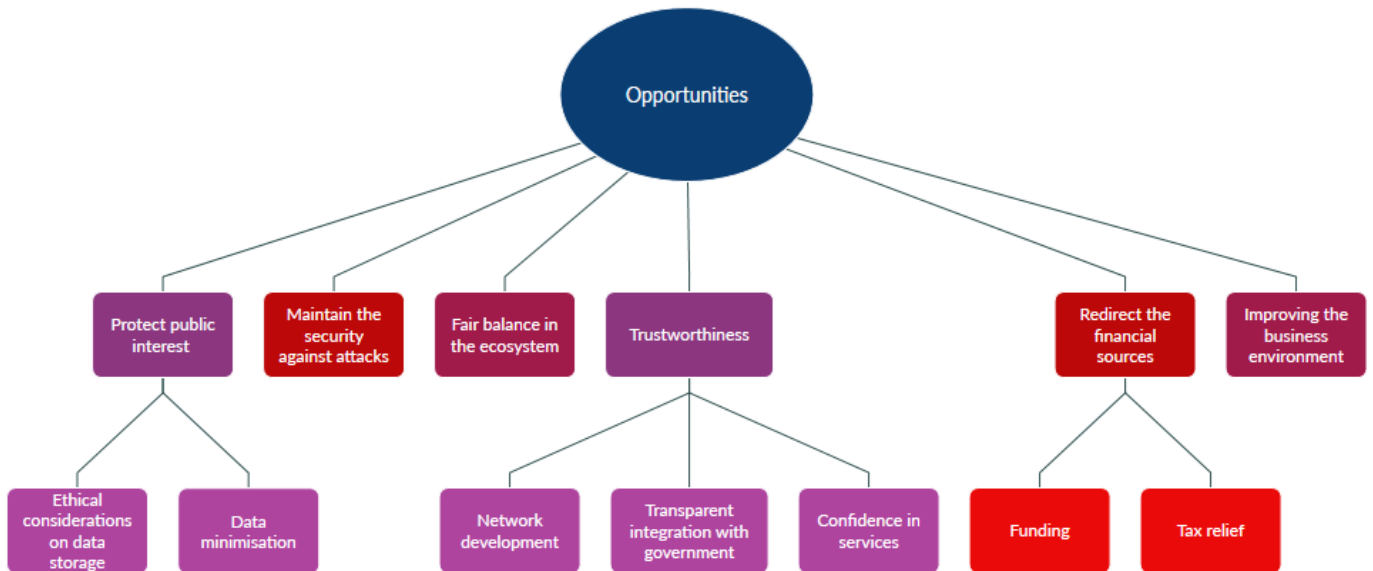 Opportunities
Protect public
interest
Maintain the
security
against attacks
Fair balance in
the ecosystem
Trustworthiness
Redirect the
financial
sources
Improving the
business
environment
Ethical
considerations
on data
storage
Data
minimisation
Network
development
Transparent
integration with
government
Confidence in
services
Funding
Tax relief